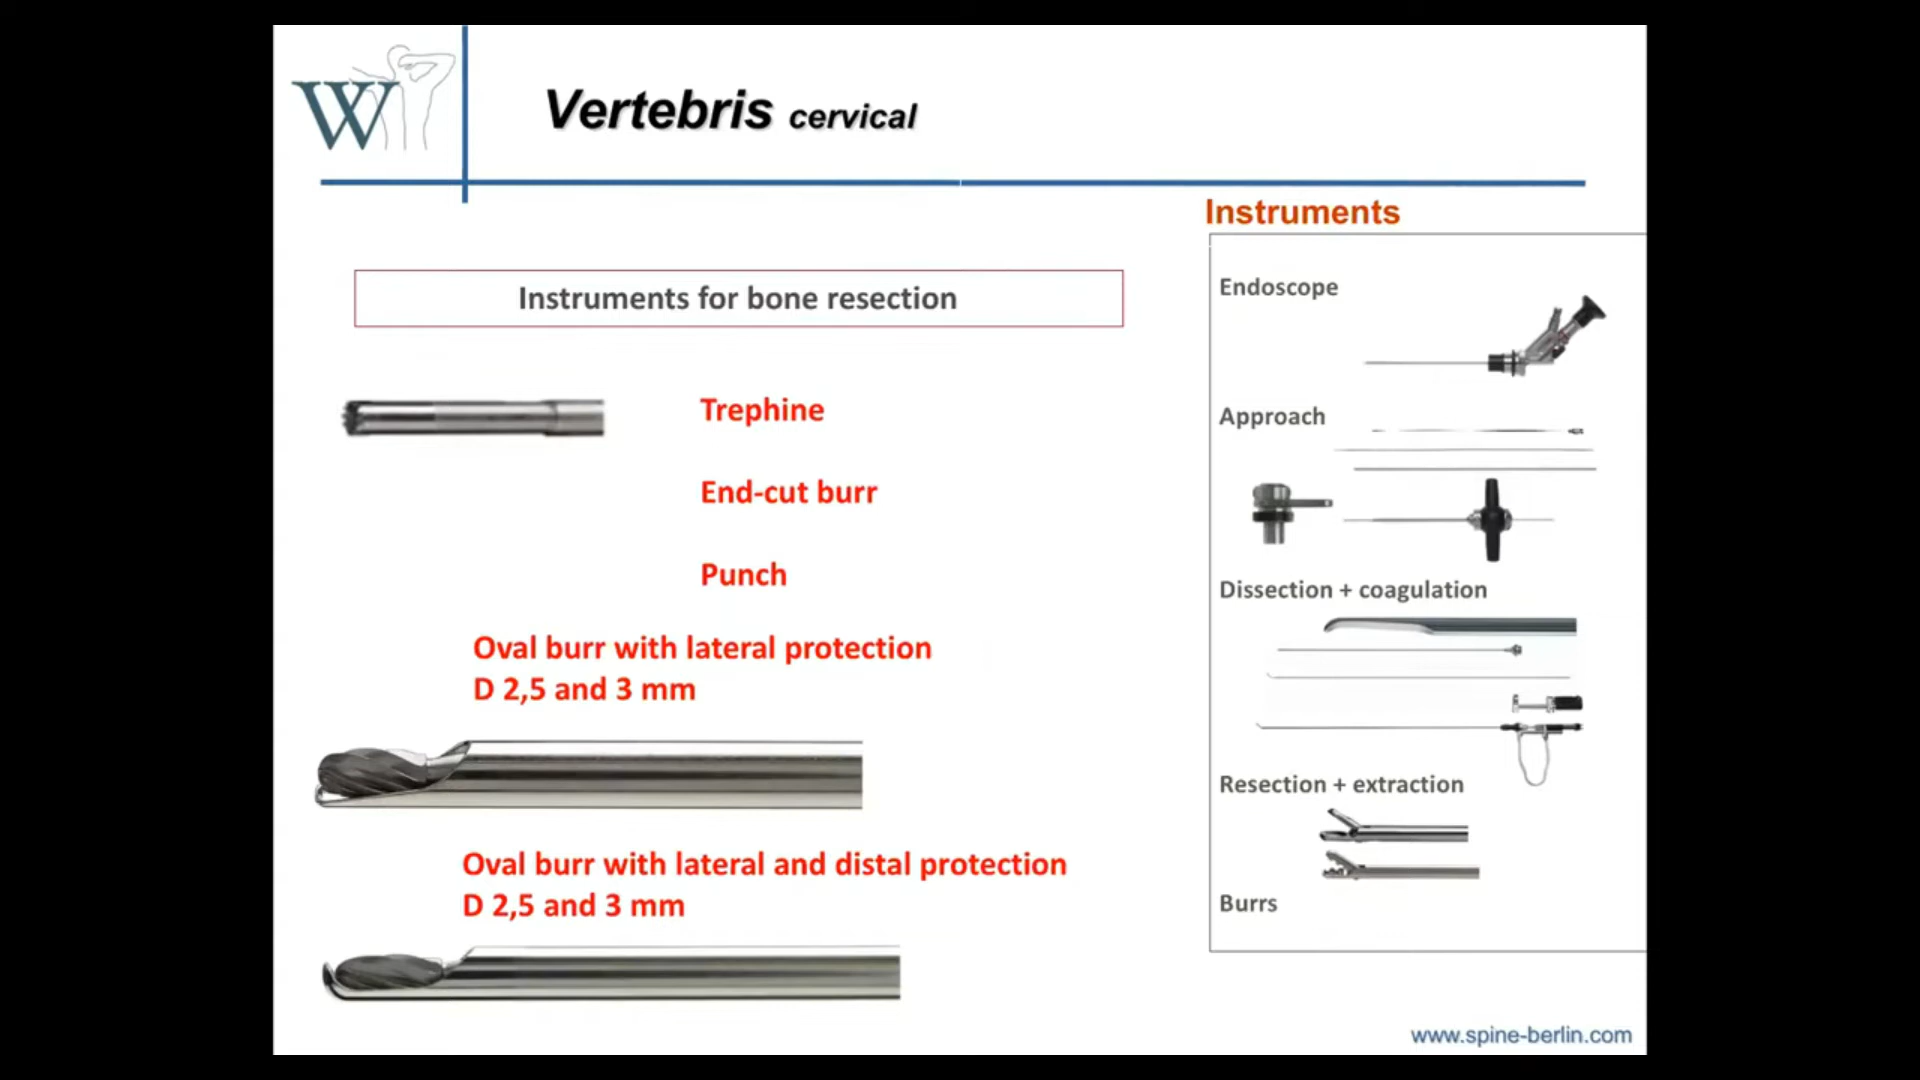 W
Vertebris cervical
Instruments
Instruments for bone resection
Trephine
End-cut burr
Punch
Oval burr with lateral protection
D 2,5 and 3 mm
Oval burr with lateral and distal protection
D 2,5 and 3 mm
Endoscope
Approach
Dissection + coagulation
Resection + extraction
Burrs
www.spine-berlin.com